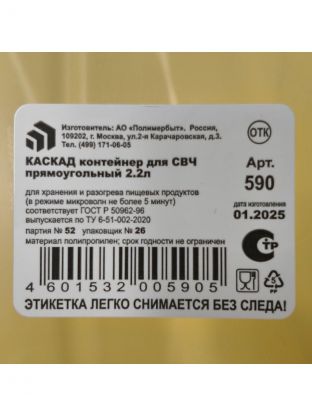 Изготовитель: АО «Полимербыт», Россия,
109202, г. Москва, ул.2-я Карачаровская, д.3.
Тел. (499) 171-06-05
ОТК
КАСКАД контейнер для СВЧ
прямоугольный 2.2л
Арт.
590
для хранения и разогрева пищевых продуктов
(в режиме микроволн не более 5 минут)
соответствует ГОСТ Р 50962-96
выпускается по ТУ 6-51-002-2020
дата изготовления
01.2025
партия № 52 упаковщик № 26
материал полипропилен; срок годности не ограничен
СТР
5
PP
4 601532 005905
ЭТИКЕТКА ЛЕГКО СНИМАЕТСЯ БЕЗ СЛЕДА!